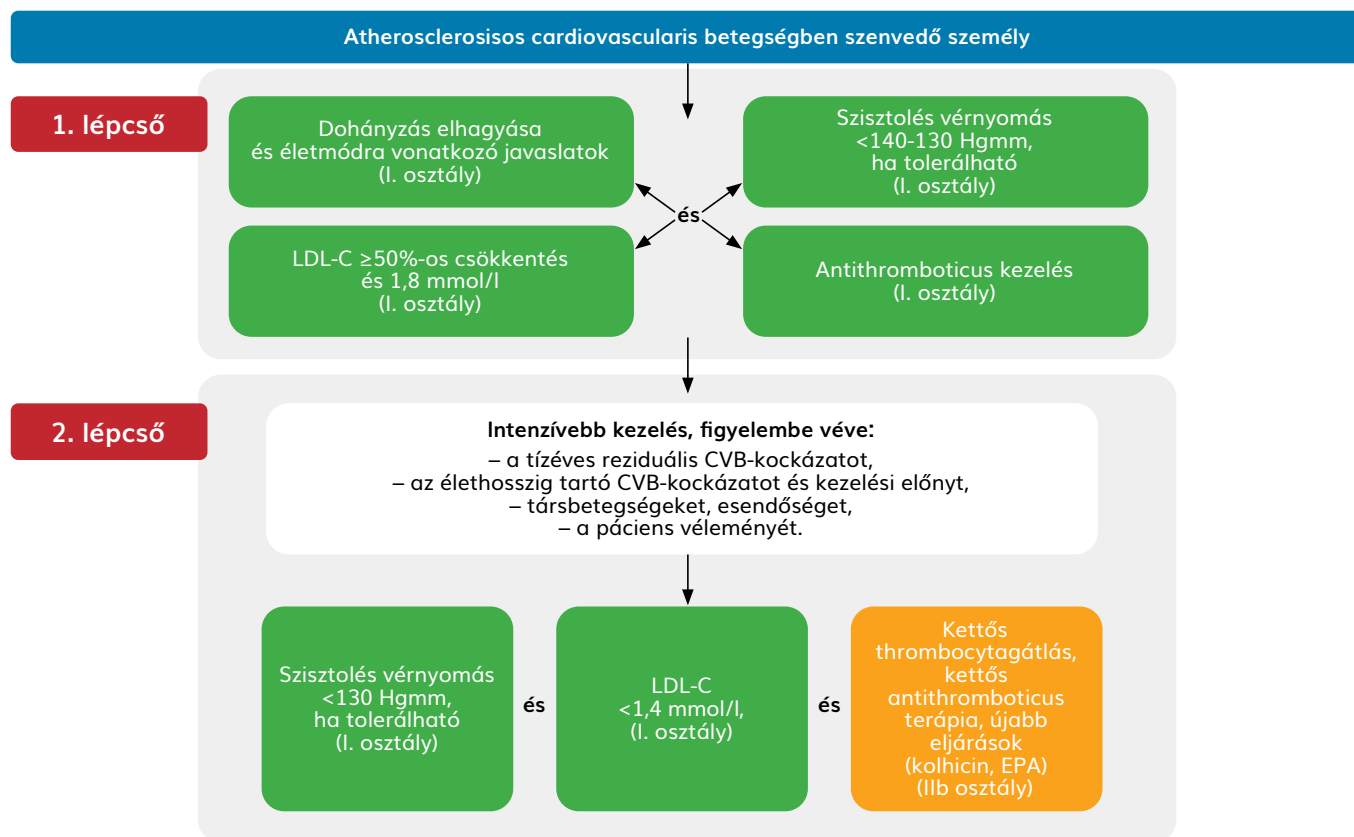 Atherosclerosisos cardiovascularis betegségben szenvedő személy
1. lépcső
Dohányzás elhagyása
és életmódra vonatkozó javaslatok
(I. osztály)
Szisztolés vérnyomás
<140-130 Hgmm,
ha tolerálható
(I. osztály)
és
LDL-C ≥50%-os csökkentés
és 1,8 mmol/l
(I. osztály)
Antithromboticus kezelés
(I. osztály)
2. lépcső
Intenzívebb kezelés, figyelembe véve:
– a tízéves reziduális CVB-kockázatot,
– az élethosszig tartó CVB-kockázatot és kezelési előnyt,
– társbetegségeket, esendőséget,
– a páciens véleményét.
Szisztolés vérnyomás
<130 Hgmm,
ha tolerálható
(I. osztály)
és
LDL-C
<1,4 mmol/l,
(I. osztály)
és
Kettős
thrombocytagátlás,
kettős
antithromboticus
terápia, újabb
eljárások
(kolhicin, EPA)
(IIb osztály)